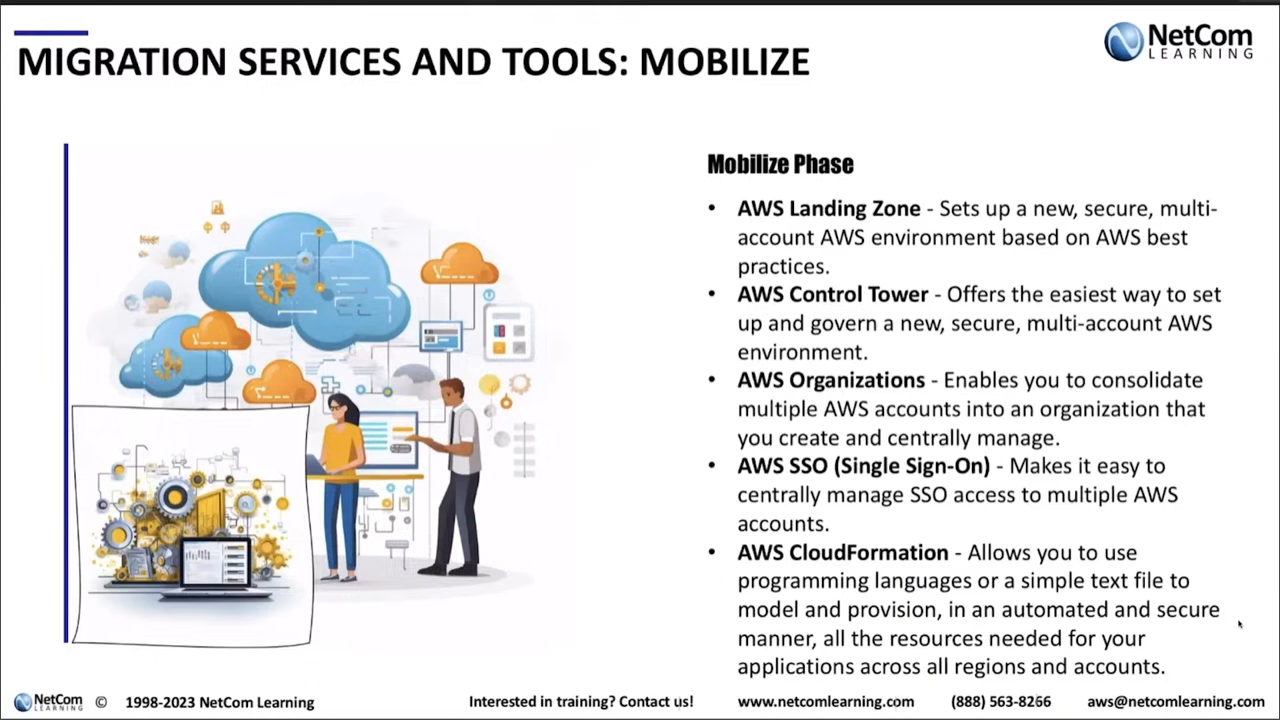 MIGRATION SERVICES AND TOOLS: MOBILIZE
NetCom
LEARNING
Mobilize Phase
• AWS Landing Zone - Sets up a new, secure, multi-
account AWS environment based on AWS best
practices.
• AWS Control Tower - Offers the easiest way to set
up and govern a new, secure, multi-account AWS
environment.
• AWS Organizations - Enables you to consolidate
multiple AWS accounts into an organization that
you create and centrally manage.
• AWS SSO (Single Sign-On) - Makes it easy to
centrally manage SSO access to multiple AWS
accounts.
• AWS CloudFormation - Allows you to use
programming languages or a simple text file to
model and provision, in an automated and secure
manner, all the resources needed for your
applications across all regions and accounts.
NetCom
LEARNING
© 1998-2023 NetCom Learning
Interested in training? Contact us!
www.netcomlearning.com
(888) 563-8266
aws@netcomlearning.com